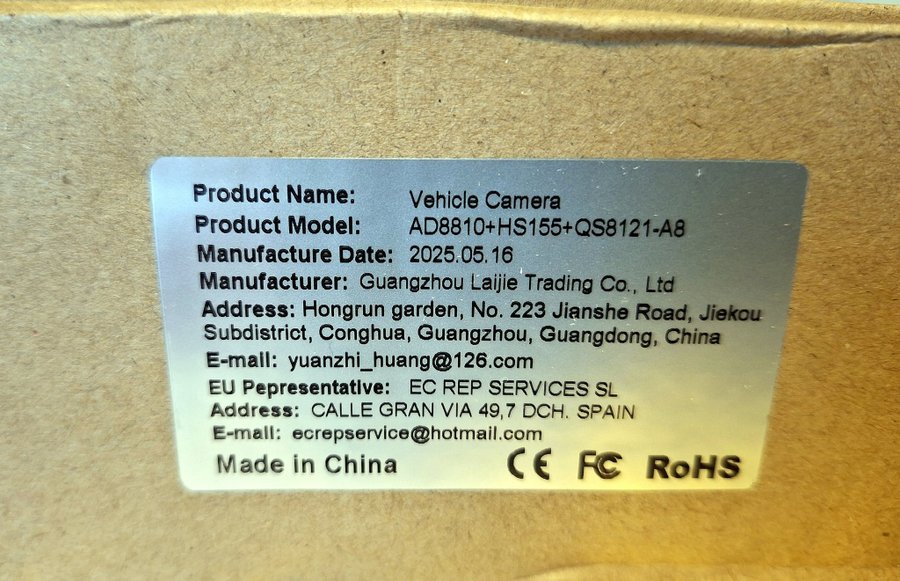 Product Name: Vehicle Camera
Product Model: AD8810+HS155+QS8121-A8
Manufacture Date: 2025.05.16
Manufacturer: Guangzhou Laijie Trading Co., Ltd
Address: Hongrun garden, No. 223 Jianshe Road, Jiekou
Subdistrict, Conghua, Guangzhou, Guangdong, China
E-mail: yuanzhi_huang@126.com
EU Pepresentative: EC REP SERVICES SL
Address: CALLE GRAN VIA 49,7 DCH. SPAIN
E-mail: ecrepservice@hotmail.com
Made in China CE FC RoHS